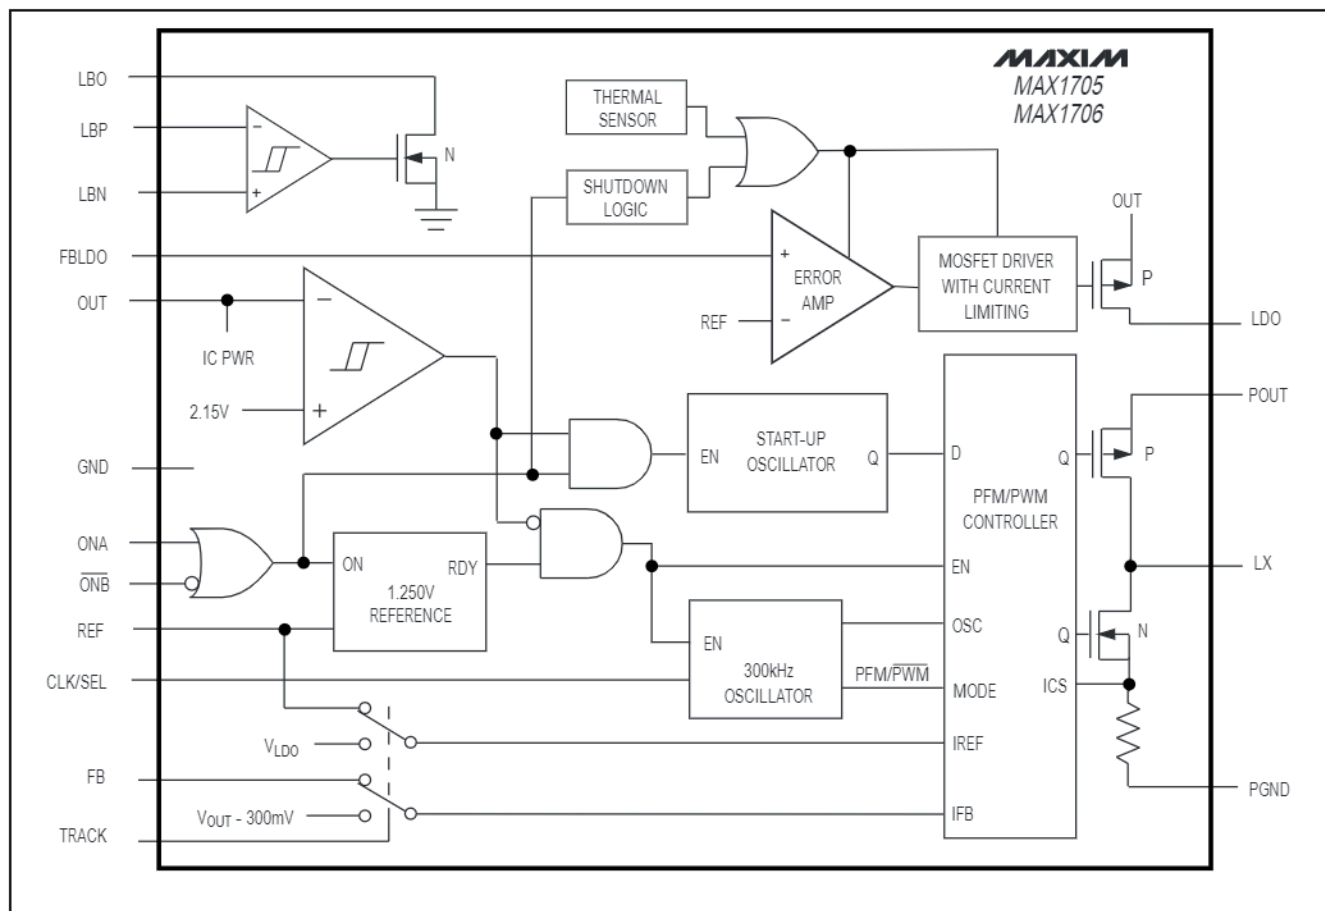 MAXIM
MAX1705
MAX1706
LBO
LBP
−
LBN
+
N
THERMAL
SENSOR
SHUTDOWN
LOGIC
OUT
FBLDO
+
ERROR
AMP
REF
−
MOSFET DRIVER
WITH CURRENT
LIMITING
P
LDO
OUT
−
IC PWR
2.15V
+
GND
EN
START-UP
OSCILLATOR
Q
D
PFM/PWM
CONTROLLER
Q
P
POUT
ONA
ONB
ON
RDY
1.250V
REFERENCE
EN
LX
REF
EN
300kHz
OSCILLATOR
OSC
Q
N
CLK/SEL
PFM/PWM
MODE
ICS
VLDO
IREF
FB
VOUT - 300mV
IFB
PGND
TRACK